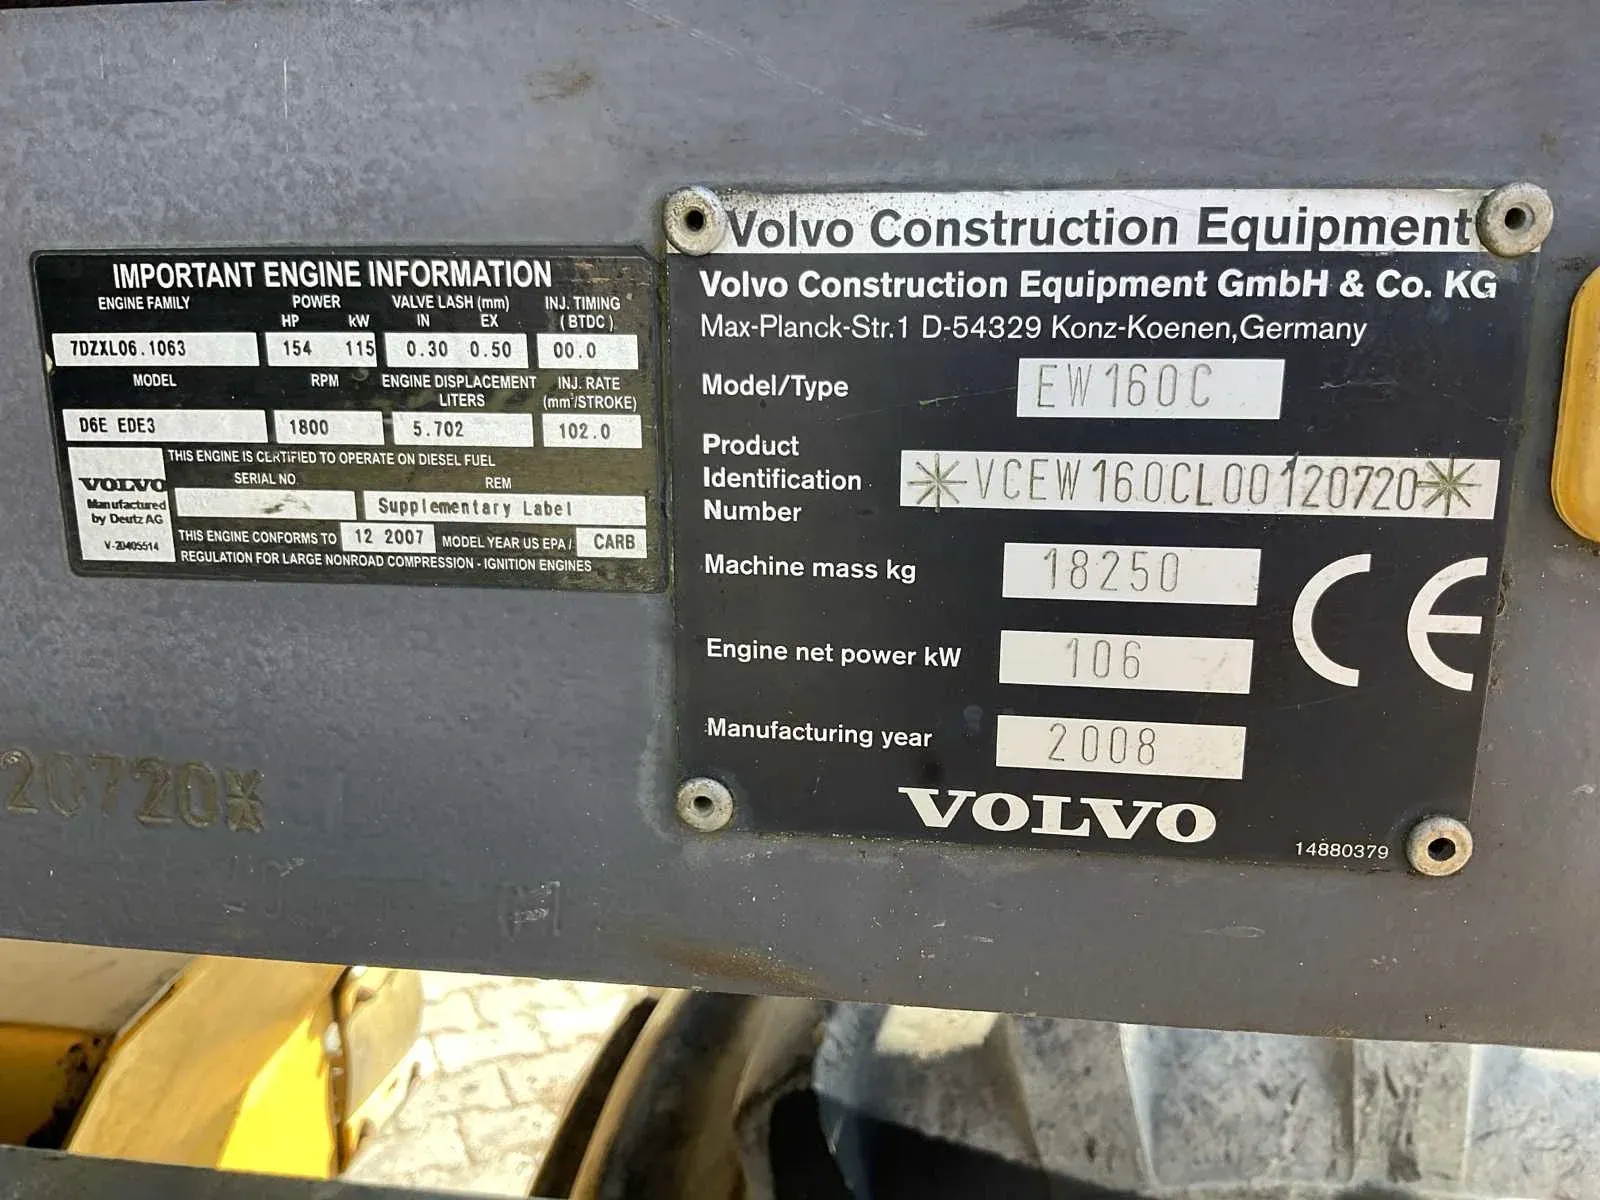 IMPORTANT ENGINE INFORMATION
ENGINE FAMILY POWER VALVE LASH (mm) INJ. TIMING
HP kW IN EX (BTDC)
7DZXL06.1063 154 115 0.30 0.50 00.0
MODEL RPM ENGINE DISPLACEMENT INJ. RATE
LITERS (mm³/STROKE)
D6E EDE3 1800 5.702 102.0
THIS ENGINE IS CERTIFIED TO OPERATE ON DIESEL FUEL
SERIAL NO. REM
VOLVO
Manufactured
by Deutz AG
V-20405514
Supplementary Label
THIS ENGINE CONFORMS TO 12 2007 MODEL YEAR US EPA / CARB
REGULATION FOR LARGE NONROAD COMPRESSION - IGNITION ENGINES
Volvo Construction Equipment
Volvo Construction Equipment GmbH & Co. KG
Max-Planck-Str.1 D-54329 Konz-Koenen,Germany
Model/Type EW160C
Product
Identification *VCEW160CL00120720*
Number
Machine mass kg 18250
Engine net power kW 106
Manufacturing year 2008
CE
VOLVO
14880379
20720*